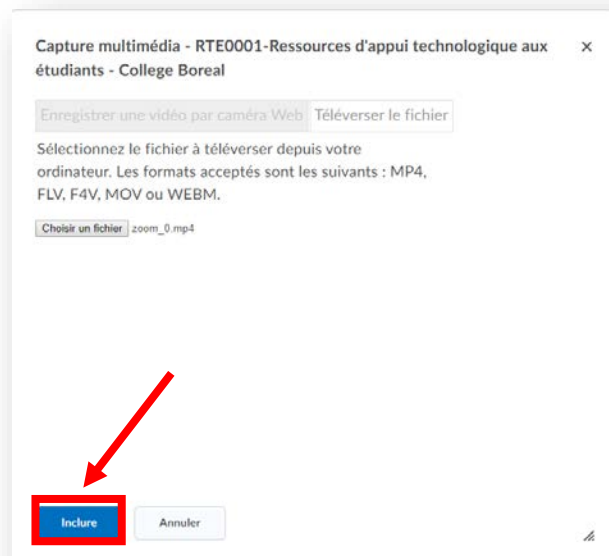 Capture multimédia - RTE0001-Ressources d'appui technologique aux
étudiants - College Boreal
Enregistrer une vidéo par caméra Web Téléverser le fichier
Sélectionnez le fichier à téléverser depuis votre
ordinateur. Les formats acceptés sont les suivants : MP4,
FLV, F4V, MOV ou WEBM.
Choisir un fichier zoom_0.mp4
Inclure Annuler